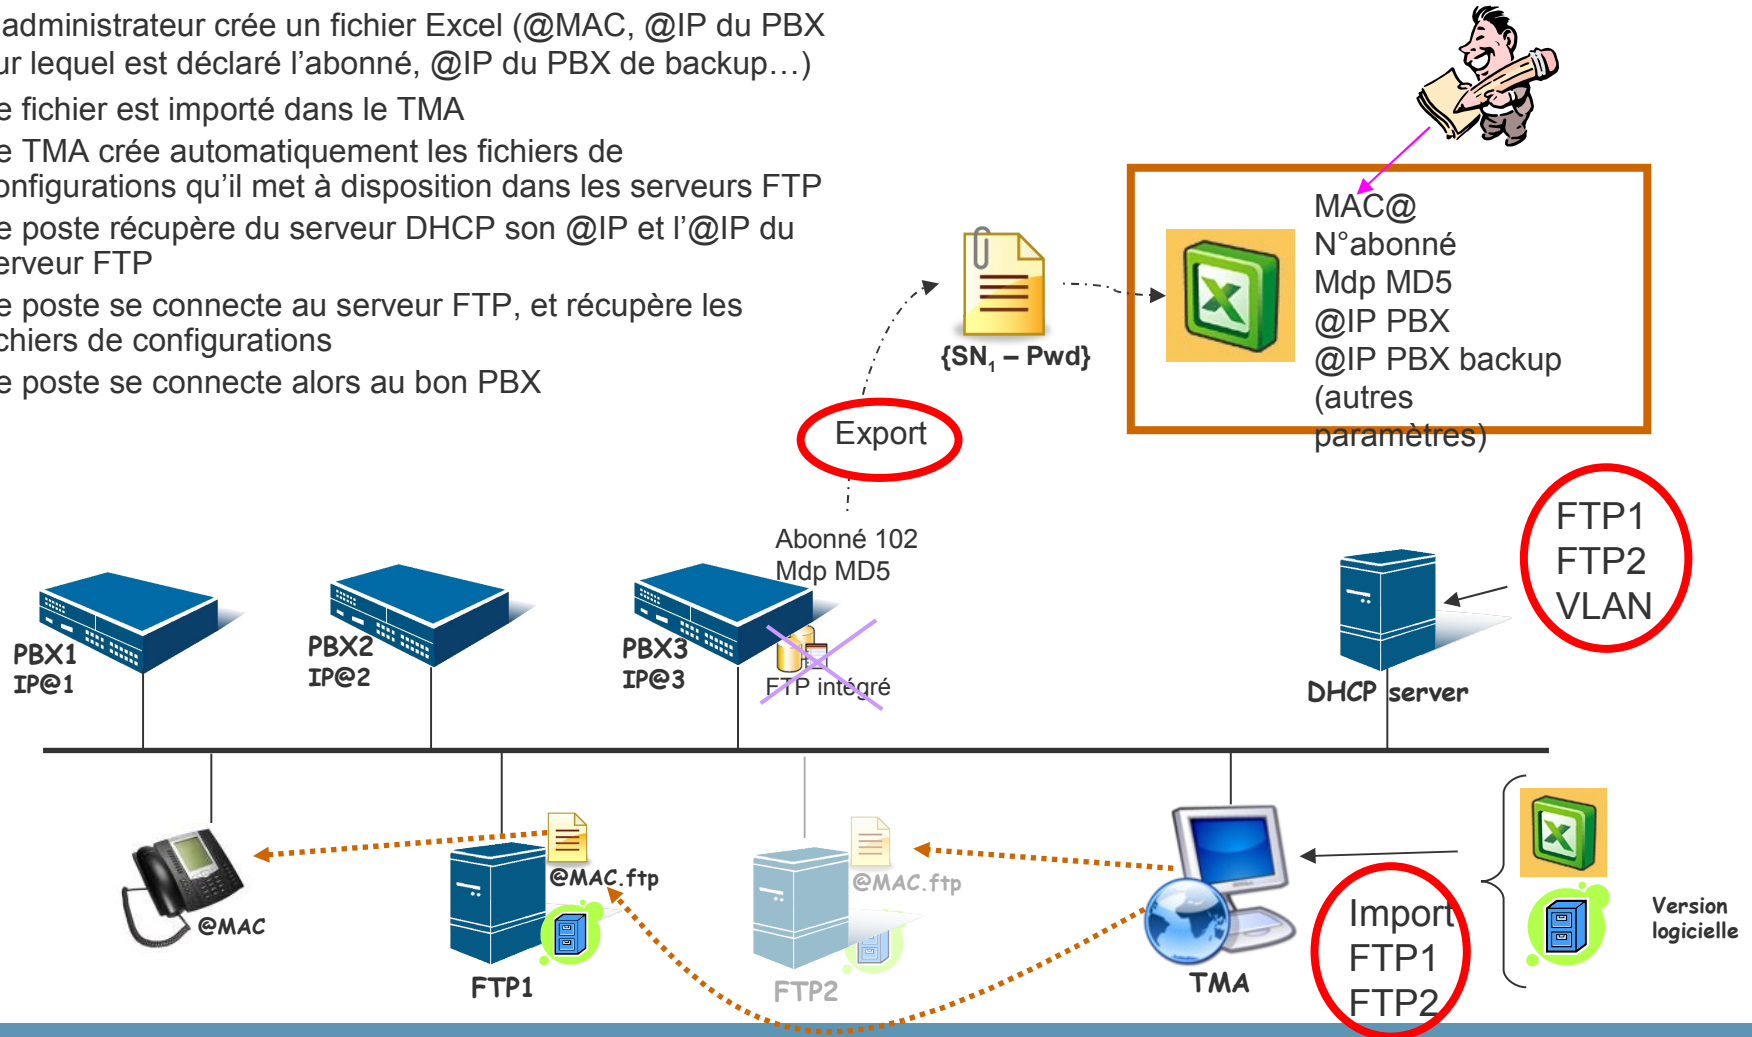 administrateur crée un fichier Excel (@MAC, @IP du PBX
ur lequel est déclaré l’abonné, @IP du PBX de backup…)
e fichier est importé dans le TMA
e TMA crée automatiquement les fichiers de
onfigurations qu’il met à disposition dans les serveurs FTP
e poste récupère du serveur DHCP son @IP et l’@IP du
erveur FTP
e poste se connecte au serveur FTP, et récupère les
chiers de configurations
e poste se connecte alors au bon PBX
MAC@
N°abonné
Mdp MD5
@IP PBX
@IP PBX backup
(autres
paramètres)
{SN1 – Pwd}
Export
Abonné 102
Mdp MD5
FTP1
FTP2
VLAN
PBX1
IP@1
PBX2
IP@2
PBX3
IP@3
FTP intégré
DHCP server
@MAC
@MAC.ftp
FTP1
@MAC.ftp
FTP2
TMA
Import
FTP1
FTP2
Version
logicielle